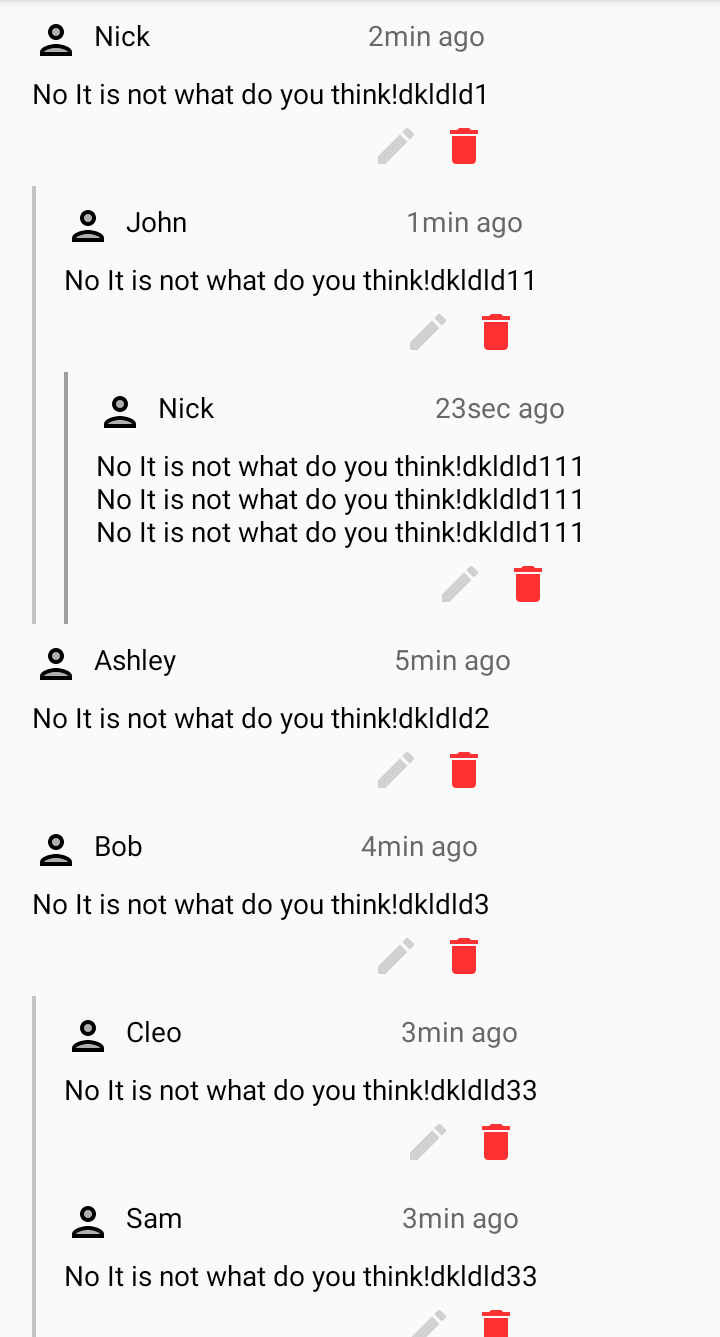 Nick 2min ago
No It is not what do you think!dkldld1
John 1min ago
No It is not what do you think!dkldld11
Nick 23sec ago
No It is not what do you think!dkldld111
No It is not what do you think!dkldld111
No It is not what do you think!dkldld111
Ashley 5min ago
No It is not what do you think!dkldld2
Bob 4min ago
No It is not what do you think!dkldld3
Cleo 3min ago
No It is not what do you think!dkldld33
Sam 3min ago
No It is not what do you think!dkldld33